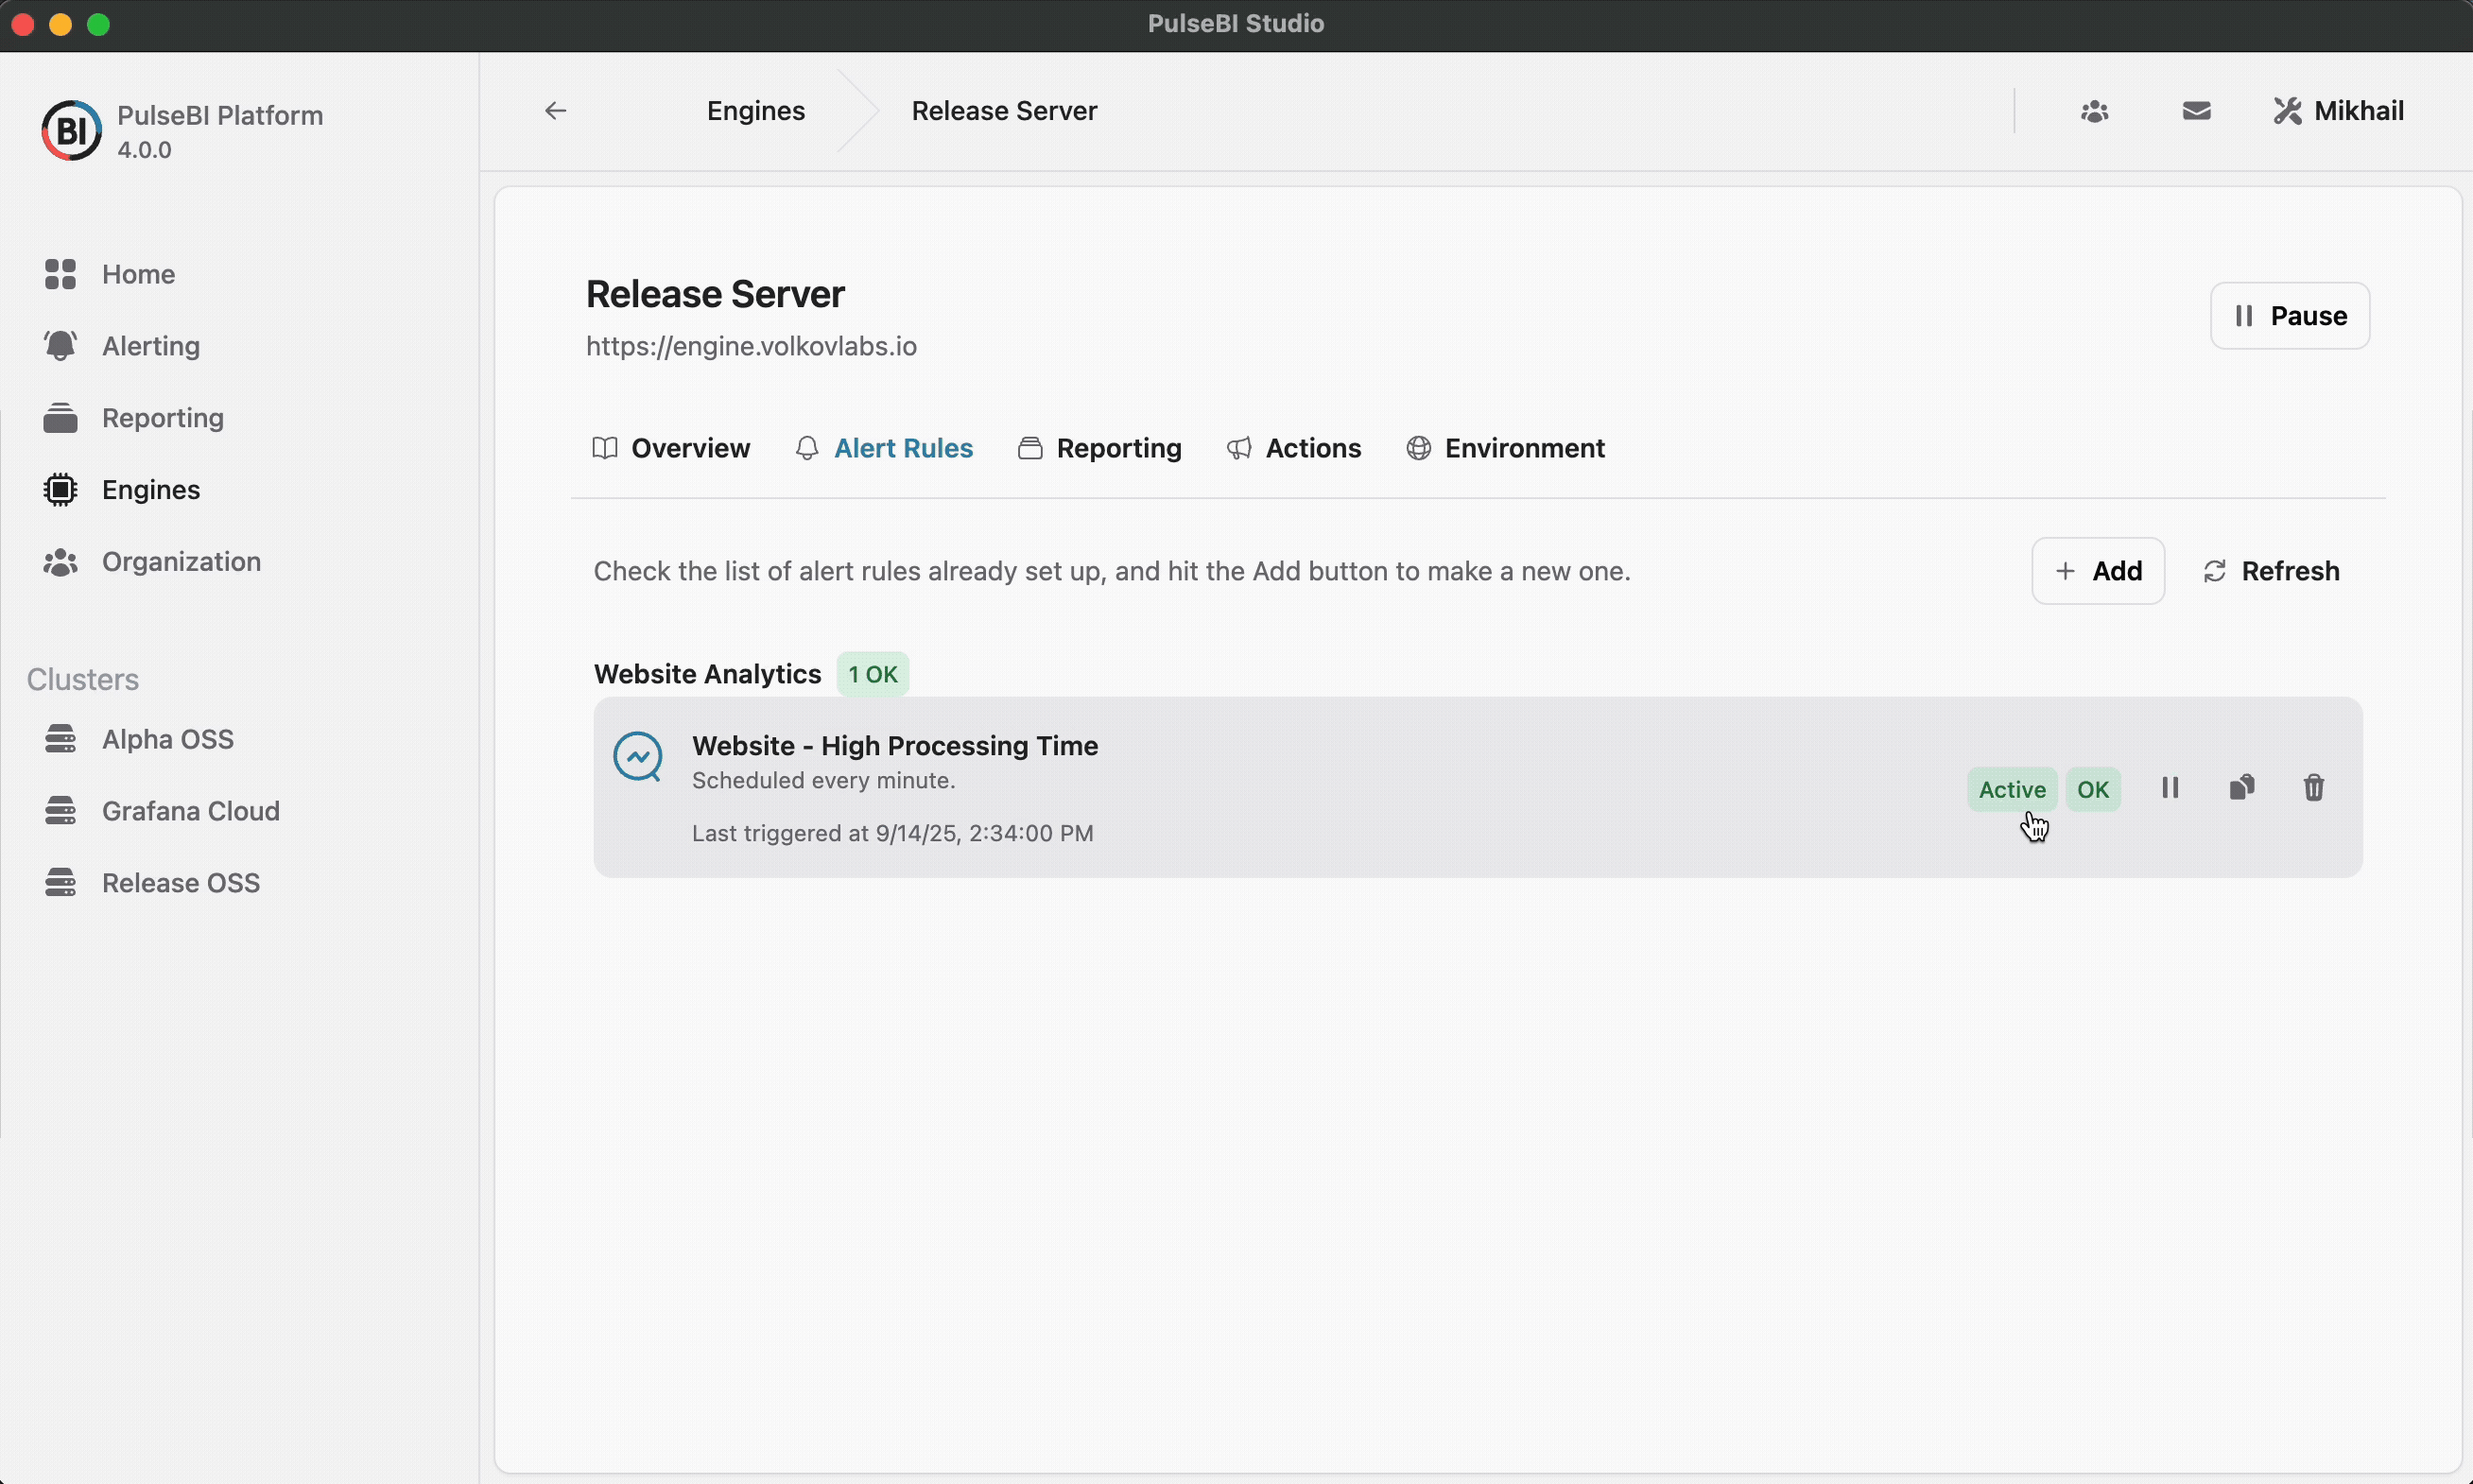 PulseBI Studio
BI
PulseBI Platform
4.0.0
Home
Alerting
Reporting
Engines
Organization
Clusters
Alpha OSS
Grafana Cloud
Release OSS
Engines
Release Server
Mikhail
Release Server
https://engine.volkovlabs.io
Pause
Overview
Alert Rules
Reporting
Actions
Environment
Check the list of alert rules already set up, and hit the Add button to make a new one.
Add
Refresh
Website Analytics
1 OK
Website - High Processing Time
Scheduled every minute.
Last triggered at 9/14/25, 2:34:00 PM
Active
OK